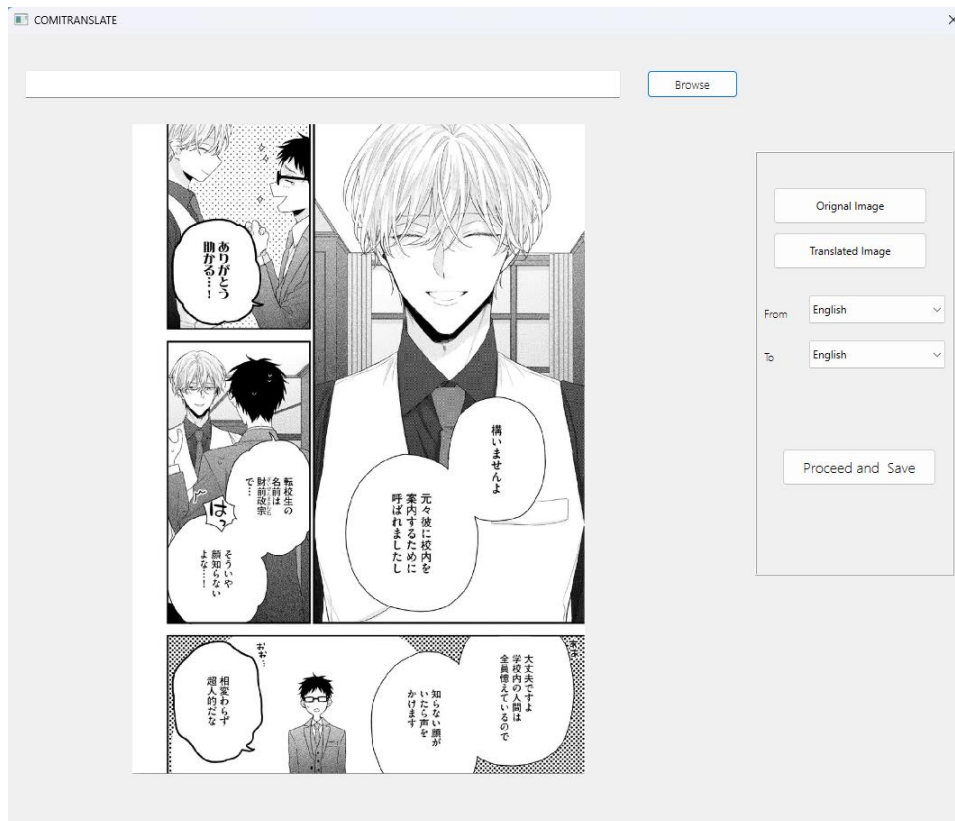 COMITRANSLATE
Browse
Orignal Image
Translated Image
From
English
To
English
Proceed and Save
構いませんよ
元々彼に校内を
案内するために
呼ばれましたし
ありがとう
助かる…!
転校生の
名前は
財前政宗
で…
はっ
そういや
顔知らない
よな…!
大丈夫ですよ
学校内の人間は
全員憶えているので
知らない顔が
いたら声を
かけます
おお…
相変わらず
超人的だな